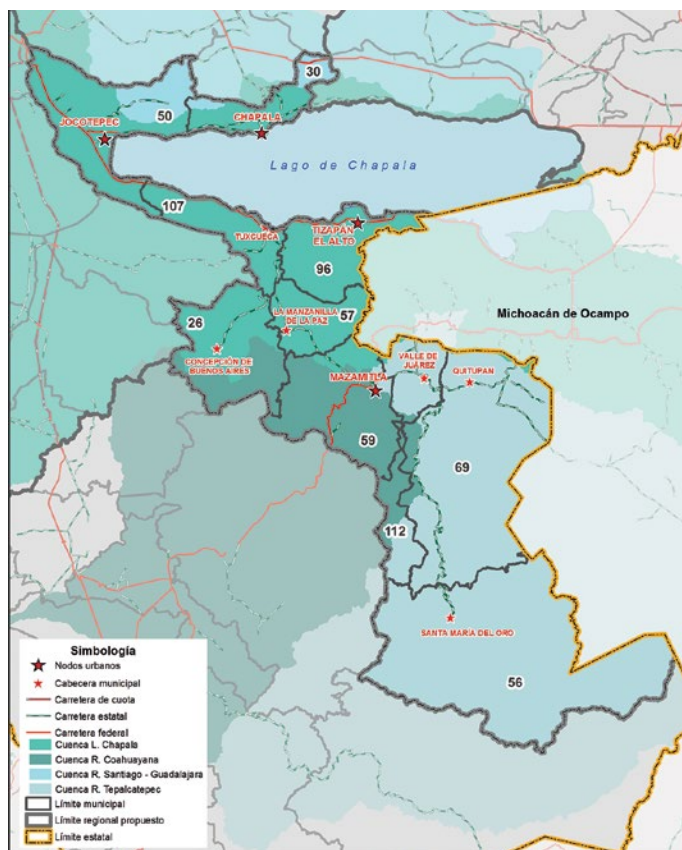 30
50
CHAPALA
JOCOTEPEC
Lago de Chapala
107
TUXCUECA
TIZAPAN
EL ALTO
96
Michoacán de Ocampo
LA MANZANILLA
DE LA PAZ
57
26
CONCEPCIÓN DE
BUENOS AIRES
VALLE DE
JUÁREZ
QUITUPAN
MAZAMITLA
59
69
112
SANTA MARÍA DEL ORO
56
Simbología
Nodos urbanos
Cabecera municipal
Carretera de cuota
Carretera estatal
Carretera federal
Cuenca L. Chapala
Cuenca R. Coahuayana
Cuenca R. Santiago - Guadalajara
Cuenca R. Tepalcatepec
Límite municipal
Límite regional propuesto
Límite estatal